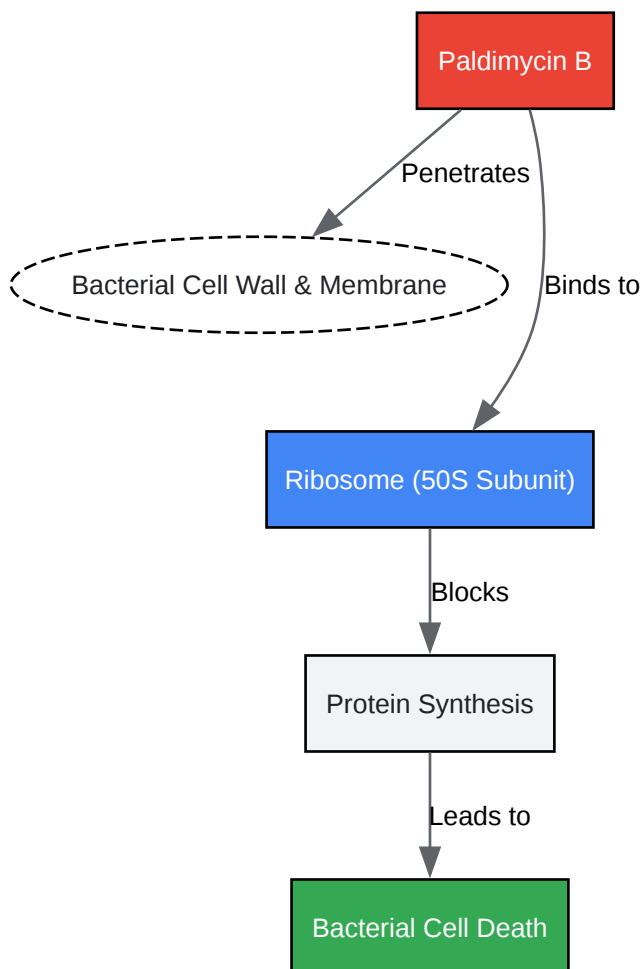 Paldimycin B
Penetrates
Bacterial Cell Wall & Membrane
Binds to
Ribosome (50S Subunit)
Blocks
Protein Synthesis
Leads to
Bacterial Cell Death